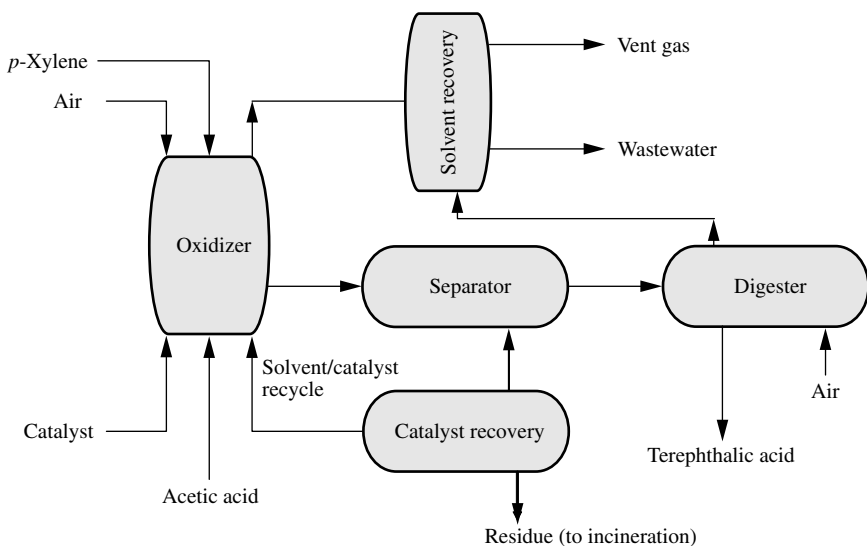 p-Xylene
Air
Solvent recovery
Vent gas
Wastewater
Oxidizer
Separator
Digester
Solvent/catalyst
recycle
Catalyst
Catalyst recovery
Air
Acetic acid
Terephthalic acid
Residue (to incineration)